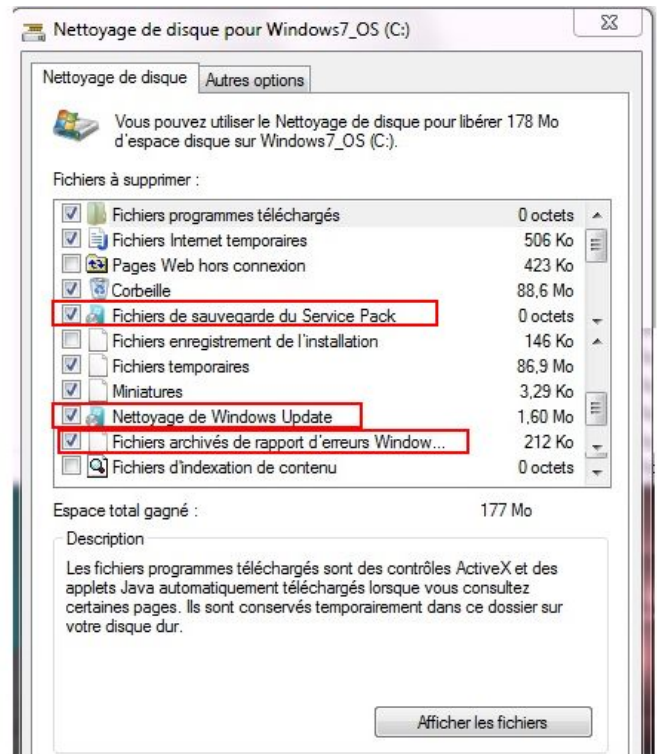 Nettoyage de disque pour Windows7_OS (C:)
Nettoyage de disque
Autres options
Vous pouvez utiliser le Nettoyage de disque pour libérer 178 Mo
d'espace disque sur Windows7_OS (C:).
Fichiers à supprimer :
Fichiers programmes téléchargés 0 octets
Fichiers Internet temporaires 506 Ko
Pages Web hors connexion 423 Ko
Corbeille 88,6 Mo
Fichiers de sauvegarde du Service Pack 0 octets
Fichiers enregistrement de l'installation 146 Ko
Fichiers temporaires 86,9 Mo
Miniatures 3,29 Ko
Nettoyage de Windows Update 1,60 Mo
Fichiers archivés de rapport d'erreurs Window... 212 Ko
Fichiers d'indexation de contenu 0 octets
Espace total gagné : 177 Mo
Description
Les fichiers programmes téléchargés sont des contrôles ActiveX et des
applets Java automatiquement téléchargés lorsque vous consultez
certaines pages. Ils sont conservés temporairement dans ce dossier sur
votre disque dur.
Afficher les fichiers